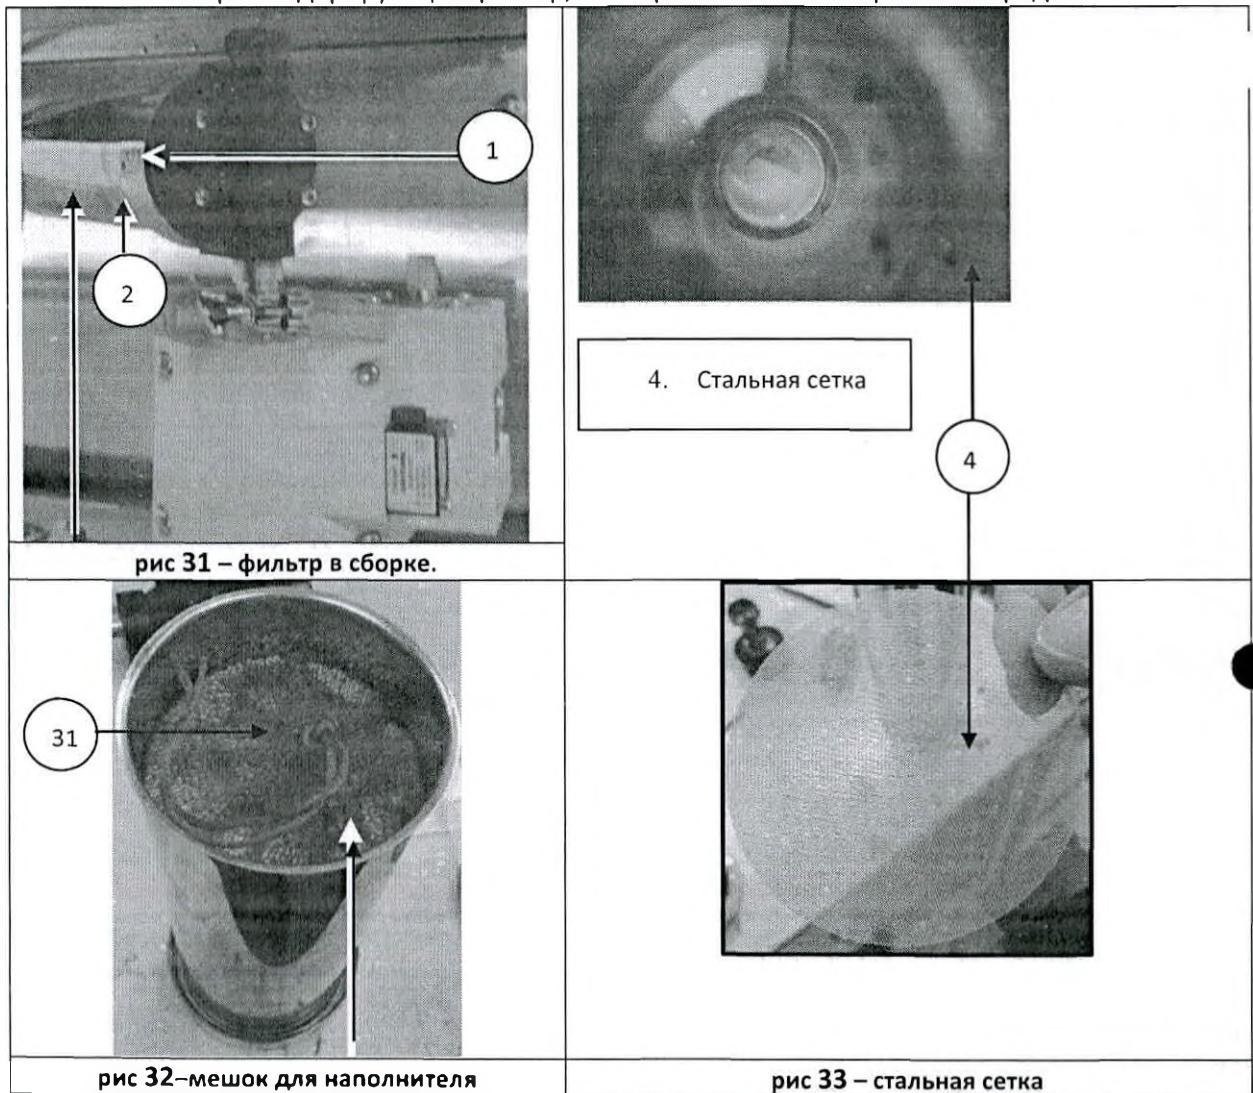 1
2
4. Стальная сетка
4
рис 31 – фильтр в сборке.
31
рис 32–мешок для наполнителя
рис 33 – стальная сетка